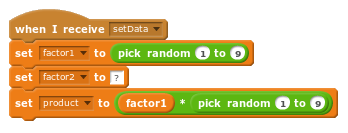 when I receive setData
set factor1 to pick random 1 to 9
set factor2 to ?
set product to factor1 * pick random 1 to 9